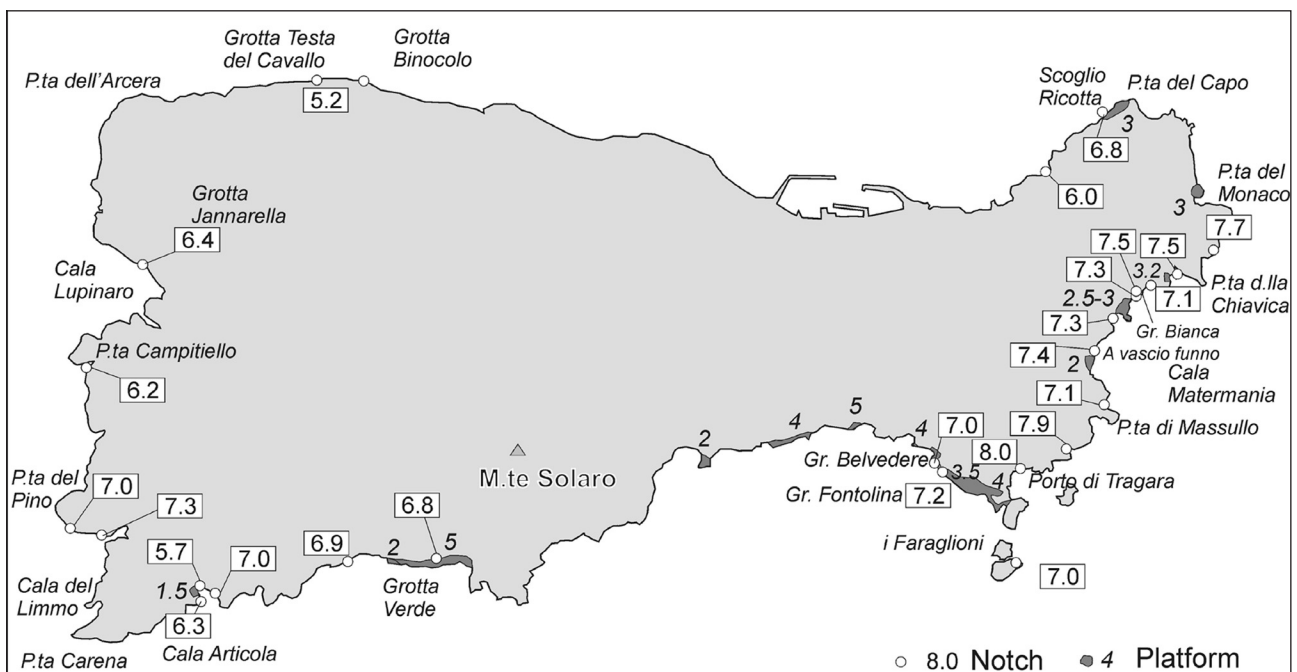 Grotta Testa
del Cavallo
Grotta
Binocolo
P.ta dell'Arcera
5.2
Scoglio
Ricotta
P.ta del Capo
3
6.8
6.0
P.ta del
Monaco
3
7.7
Grotta
Jannarella
6.4
Cala
Lupinaro
7.5
7.5
7.3
3.2
2.5-3
7.1
P.ta d.lla
Chiavica
7.3
Gr. Bianca
7.4
A vascio funno
2
Cala
Matermania
P.ta Campitiello
6.2
7.1
P.ta di Massullo
2
4
5
4
7.0
7.9
Gr. Belvedere
8.0
3.5
4
Porto di Tragara
Gr. Fontolina
7.2
M.te Solaro
P.ta del
Pino
7.0
7.3
6.8
6.9
2
5
Grotta
Verde
i Faraglioni
7.0
5.7
7.0
1.5
6.3
Cala del
Limmo
Cala Articola
P.ta Carena
8.0 Notch
4 Platform